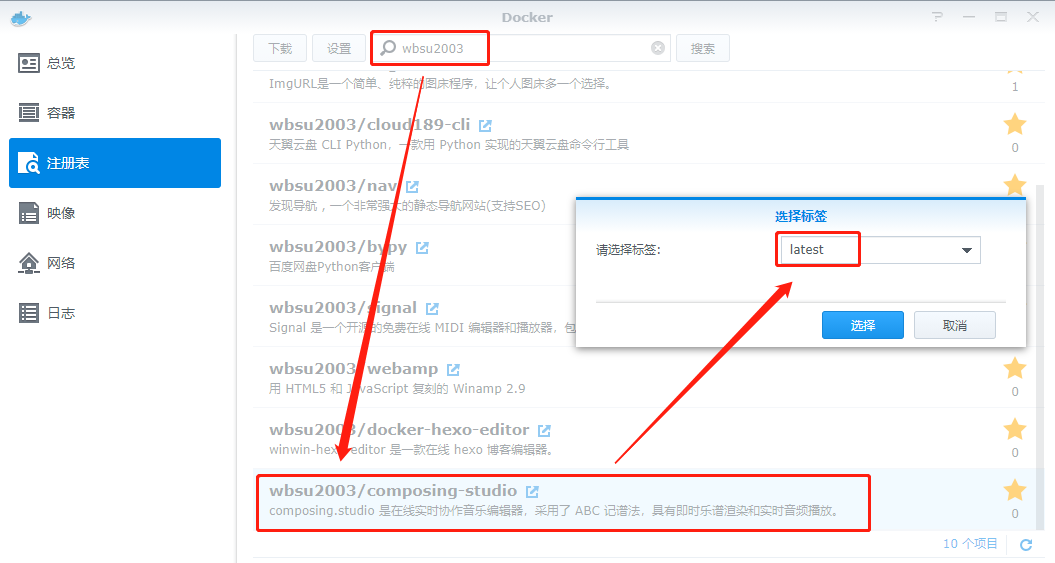 Docker
总览
容器
注册表
映像
网络
日志
下载
设置
wbsu2003
搜索
ImgURL是一个简单、纯粹的图床程序，让个人图床多一个选择。
1
wbsu2003/cloud189-cli
天翼云盘 CLI Python，一款用 Python 实现的天翼云盘命令行工具
0
wbsu2003/nav
发现导航，一个非常强大的静态导航网站(支持SEO)
wbsu2003/bypy
百度网盘Python客户端
wbsu2003/signal
Signal 是一个开源的免费在线 MIDI 编辑器和播放器，包
wbsu2003/webamp
用 HTML5 和 JavaScript 复刻的 Winamp 2.9
0
wbsu2003/docker-hexo-editor
winwin-hexo-editor 是一款在线 hexo 博客编辑器。
0
wbsu2003/composing-studio
composing.studio 是在线实时协作音乐编辑器，采用了 ABC 记谱法，具有即时乐谱渲染和实时音频播放。
0
10 个项目
选择标签
请选择标签:
latest
选择
取消